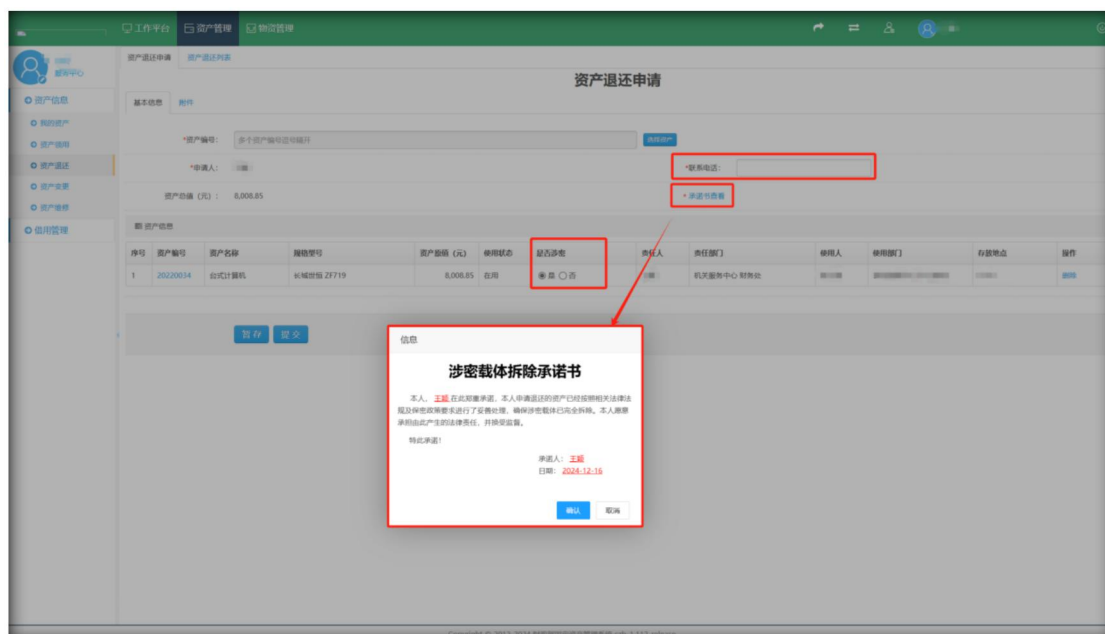 工作平台 资产管理 物资管理
服务中心
资产信息
我的资产
资产领用
资产退还
资产变更
资产维修
领用管理
资产退还申请 资产退还列表
资产退还申请
基本信息 附件
*资产编号： 多个资产编号逗号隔开 选择资产
*申请人： *联系电话：
资产总值（元）： 8,008.85 * 承诺书查看
资产信息
序号 资产编号 资产名称 规格型号 资产数值（元） 使用状态 是否涉密 责任人 责任部门 使用人 使用部门 存放地点 操作
1 20220034 台式计算机 长城世恒 ZF719 8,008.85 在用 是 否 机关服务中心 财务处 删除
暂存 提交
信息
涉密载体拆除承诺书
本人，王颖 在此郑重承诺，本人申请退还的资产已经按照相关法律法
规及保密政策要求进行了妥善处理，确保涉密载体已完全拆除。本人愿意
承担由此产生的法律责任，并接受监督。
特此承诺！
承诺人： 王颖
日期： 2024-12-16
确认 取消